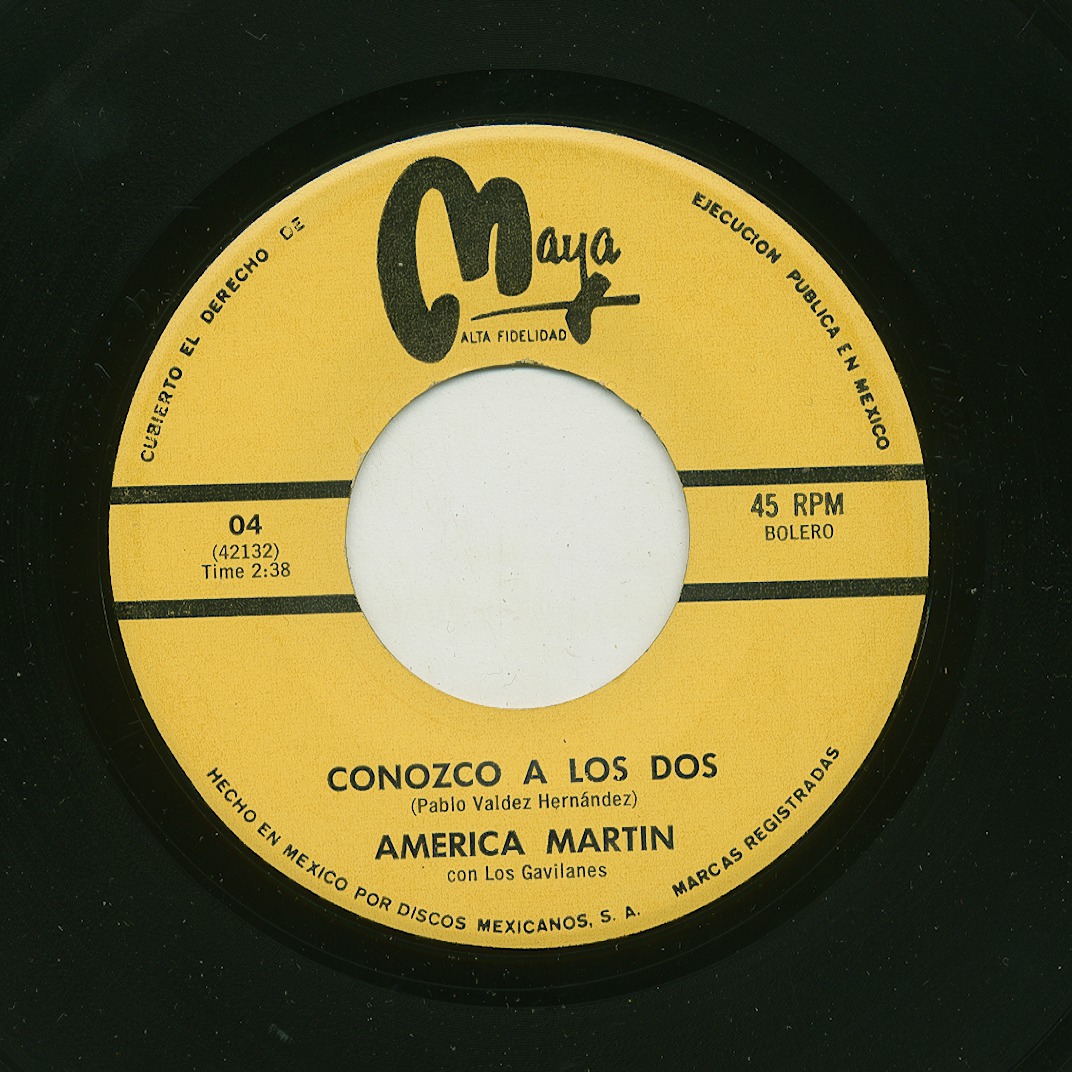 Maya
ALTA FIDELIDAD
CUBIERTO EL DERECHO DE
EJECUCION PUBLICA EN MEXICO
04
(42132)
Time 2:38
45 RPM
BOLERO
CONOZCO A LOS DOS
(Pablo Valdez Hernández)
AMERICA MARTIN
con Los Gavilanes
HECHO EN MEXICO POR DISCOS MEXICANOS, S. A.
MARCAS REGISTRADAS